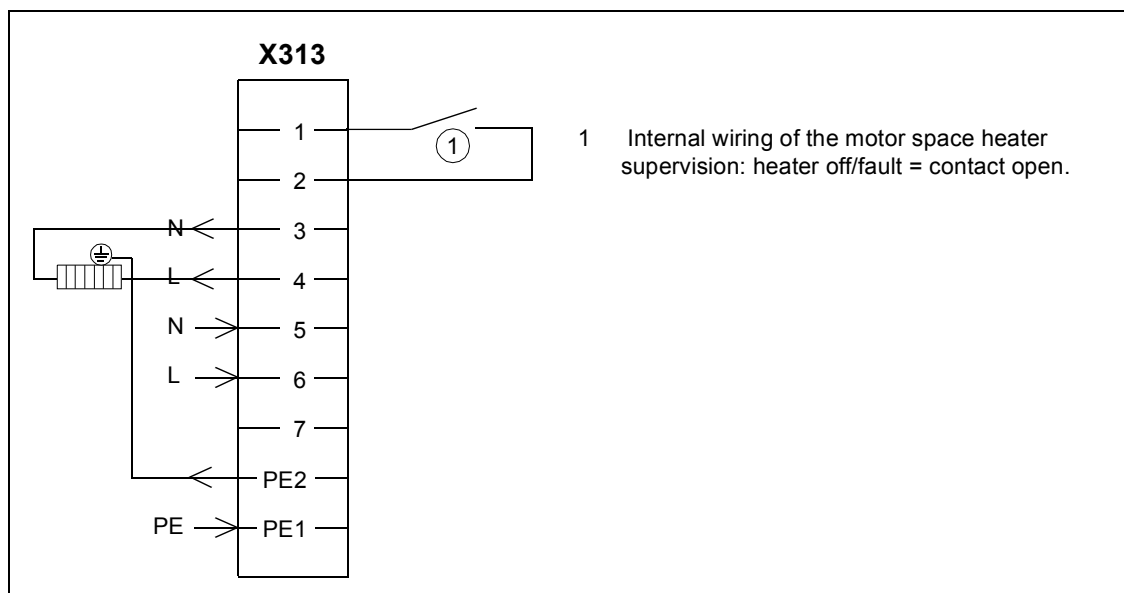 X313
1
1
1 Internal wiring of the motor space heater
supervision: heater off/fault = contact open.
2
N 3
L 4
N 5
L 6
7
PE2
PE PE1